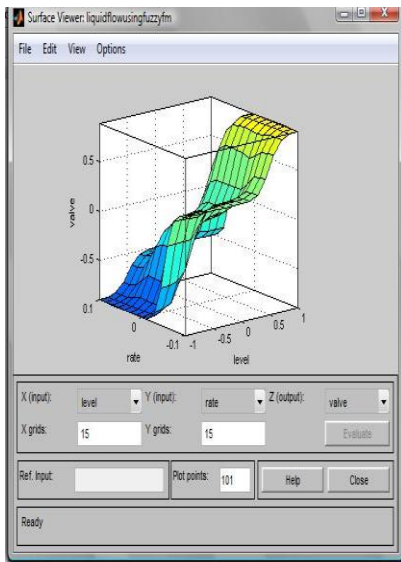 Surface Viewer: liquidflowusingfuzzyfm
File Edit View Options
0.5
0
-0.5
valve
0.1
0
-0.1
rate
-1
-0.5
0
0.5
1
level
X (input): level Y (input): rate Z (output): valve
X grids: 15 Y grids: 15 Evaluate
Ref. Input: Plot points: 101 Help Close
Ready